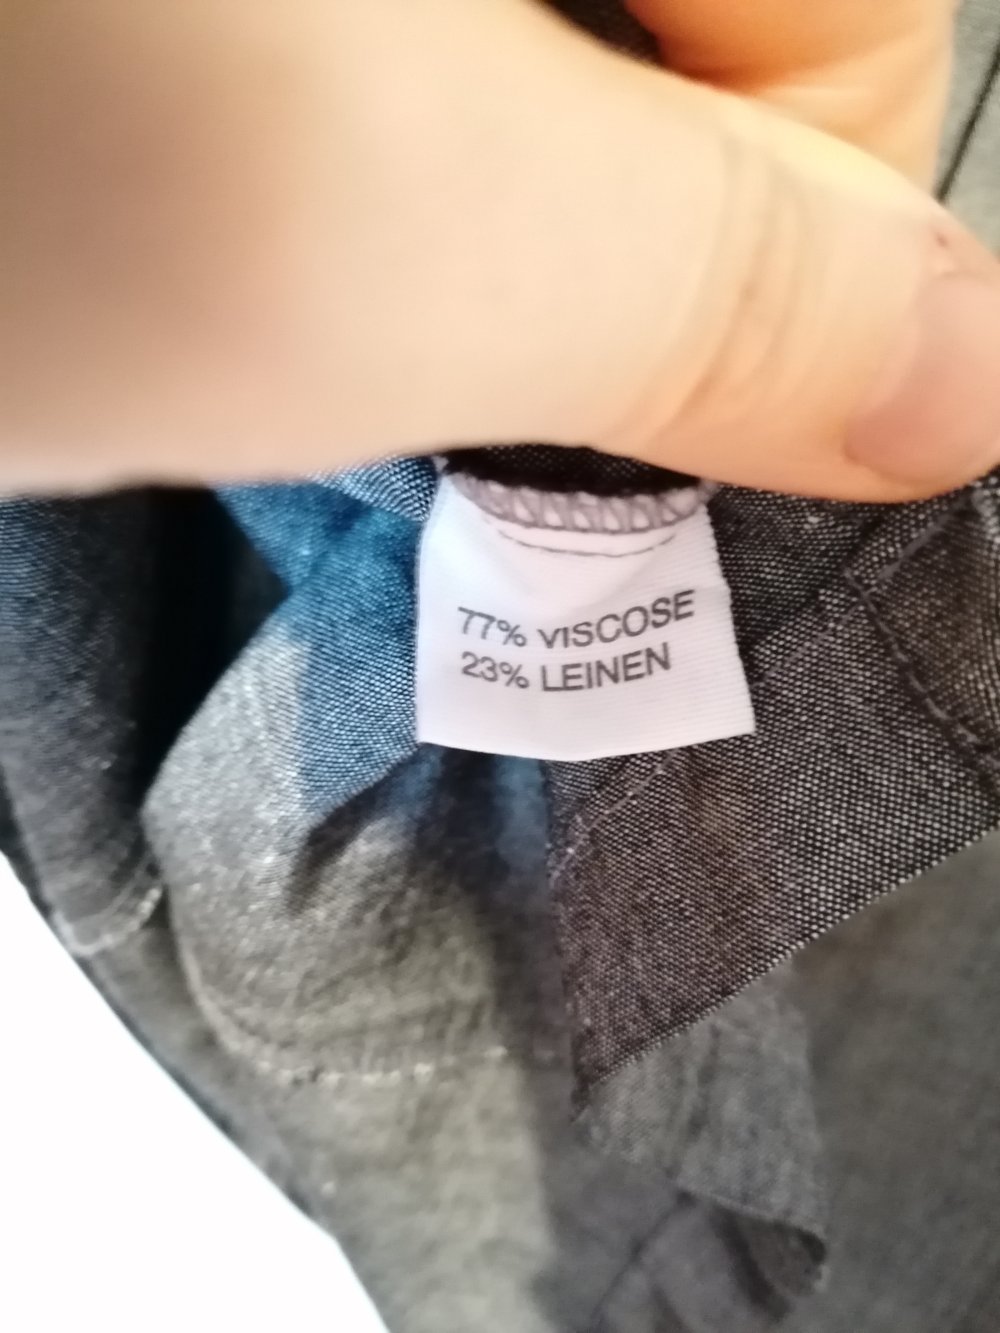 77% VISCOSE
23% LEINEN